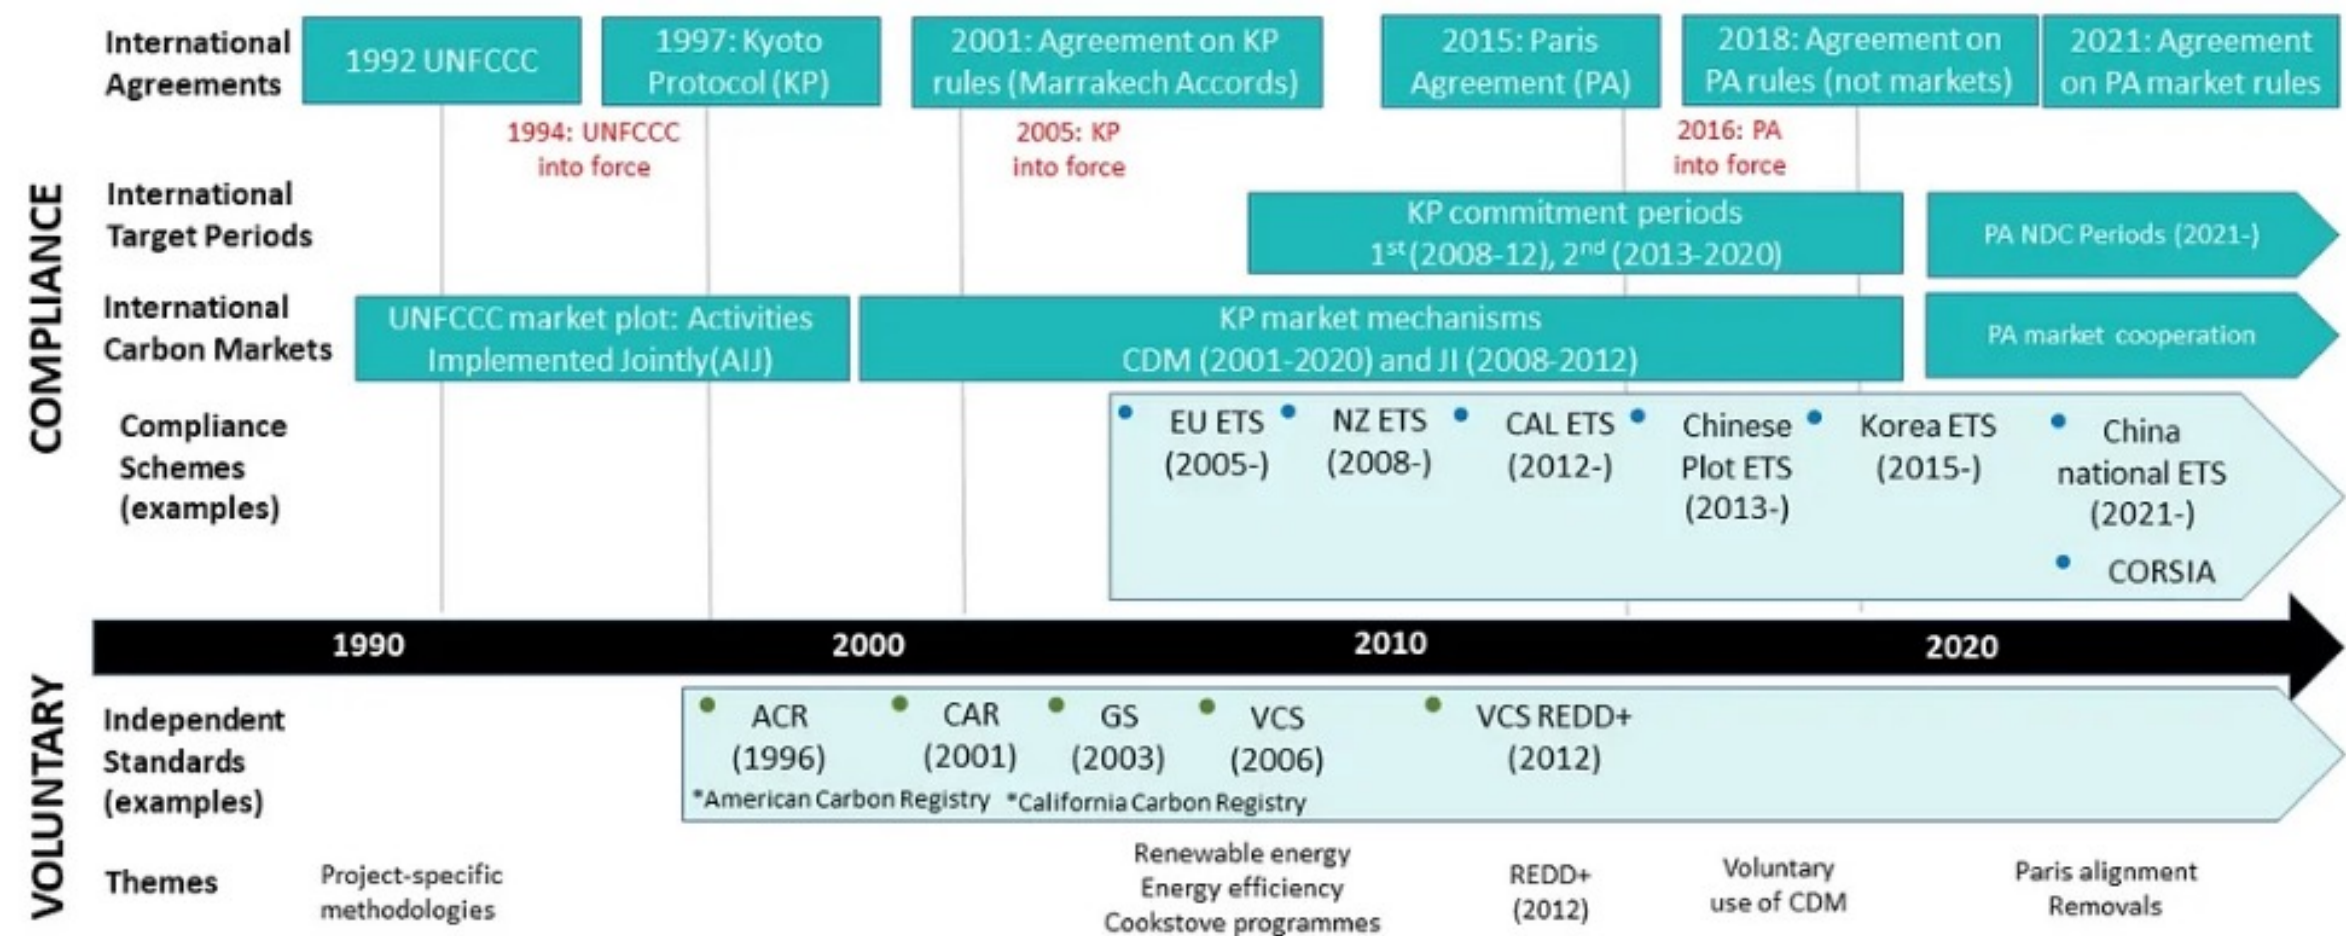 International
Agreements
1992 UNFCCC
1997: Kyoto
Protocol (KP)
2001: Agreement on KP
rules (Marrakech Accords)
2015: Paris
Agreement (PA)
2018: Agreement on
PA rules (not markets)
2021: Agreement
on PA market rules
1994: UNFCCC
into force
2005: KP
into force
2016: PA
into force
COMPLIANCE
International
Target Periods
KP commitment periods
1st (2008-12), 2nd (2013-2020)
PA NDC Periods (2021-)
International
Carbon Markets
UNFCCC market plot: Activities
Implemented Jointly(AIJ)
KP market mechanisms
CDM (2001-2020) and JI (2008-2012)
PA market cooperation
Compliance
Schemes
(examples)
• EU ETS
(2005-)
• NZ ETS
(2008-)
• CAL ETS
(2012-)
• Chinese
Plot ETS
(2013-)
• Korea ETS
(2015-)
• China
national ETS
(2021-)
• CORSIA
1990 2000 2010 2020
VOLUNTARY
Independent
Standards
(examples)
• ACR
(1996)
• CAR
(2001)
• GS
(2003)
• VCS
(2006)
• VCS REDD+
(2012)
*American Carbon Registry *California Carbon Registry
Themes
Project-specific
methodologies
Renewable energy
Energy efficiency
Cookstove programmes
REDD+
(2012)
Voluntary
use of CDM
Paris alignment
Removals